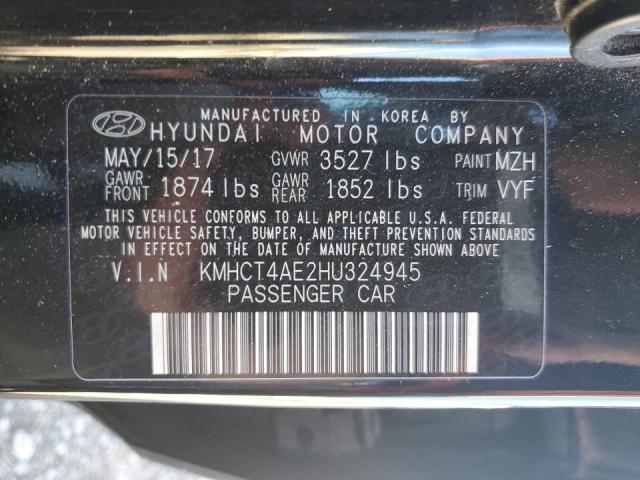 MANUFACTURED IN KOREA BY
HYUNDAI MOTOR COMPANY
MAY/15/17 GVWR 3527 lbs PAINT MZH
GAWR FRONT 1874 lbs GAWR REAR 1852 lbs TRIM VYF
THIS VEHICLE CONFORMS TO ALL APPLICABLE U.S.A. FEDERAL
MOTOR VEHICLE SAFETY, BUMPER, AND THEFT PREVENTION STANDARDS
IN EFFECT ON THE DATE OF MANUFACTURE SHOWN ABOVE.
V.I.N KMHCT4AE2HU324945
PASSENGER CAR